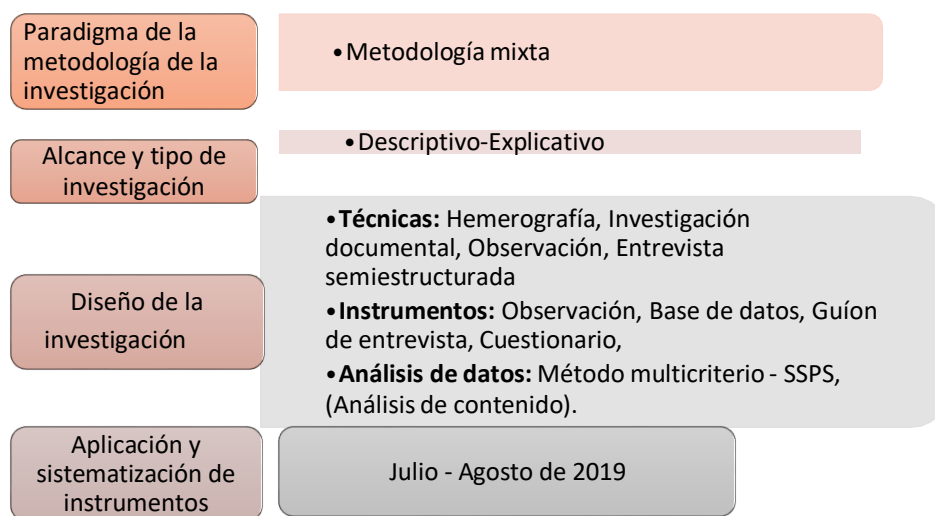 Paradigma de la
metodología de la
investigación
•Metodología mixta
Alcance y tipo de
investigación
•Descriptivo-Explicativo
Diseño de la
investigación
•Técnicas: Hemerografía, Investigación
documental, Observación, Entrevista
semiestructurada
•Instrumentos: Observación, Base de datos, Guíon
de entrevista, Cuestionario,
•Análisis de datos: Método multicriterio - SSPS,
(Análisis de contenido).
Aplicación y
sistematización de
instrumentos
Julio - Agosto de 2019